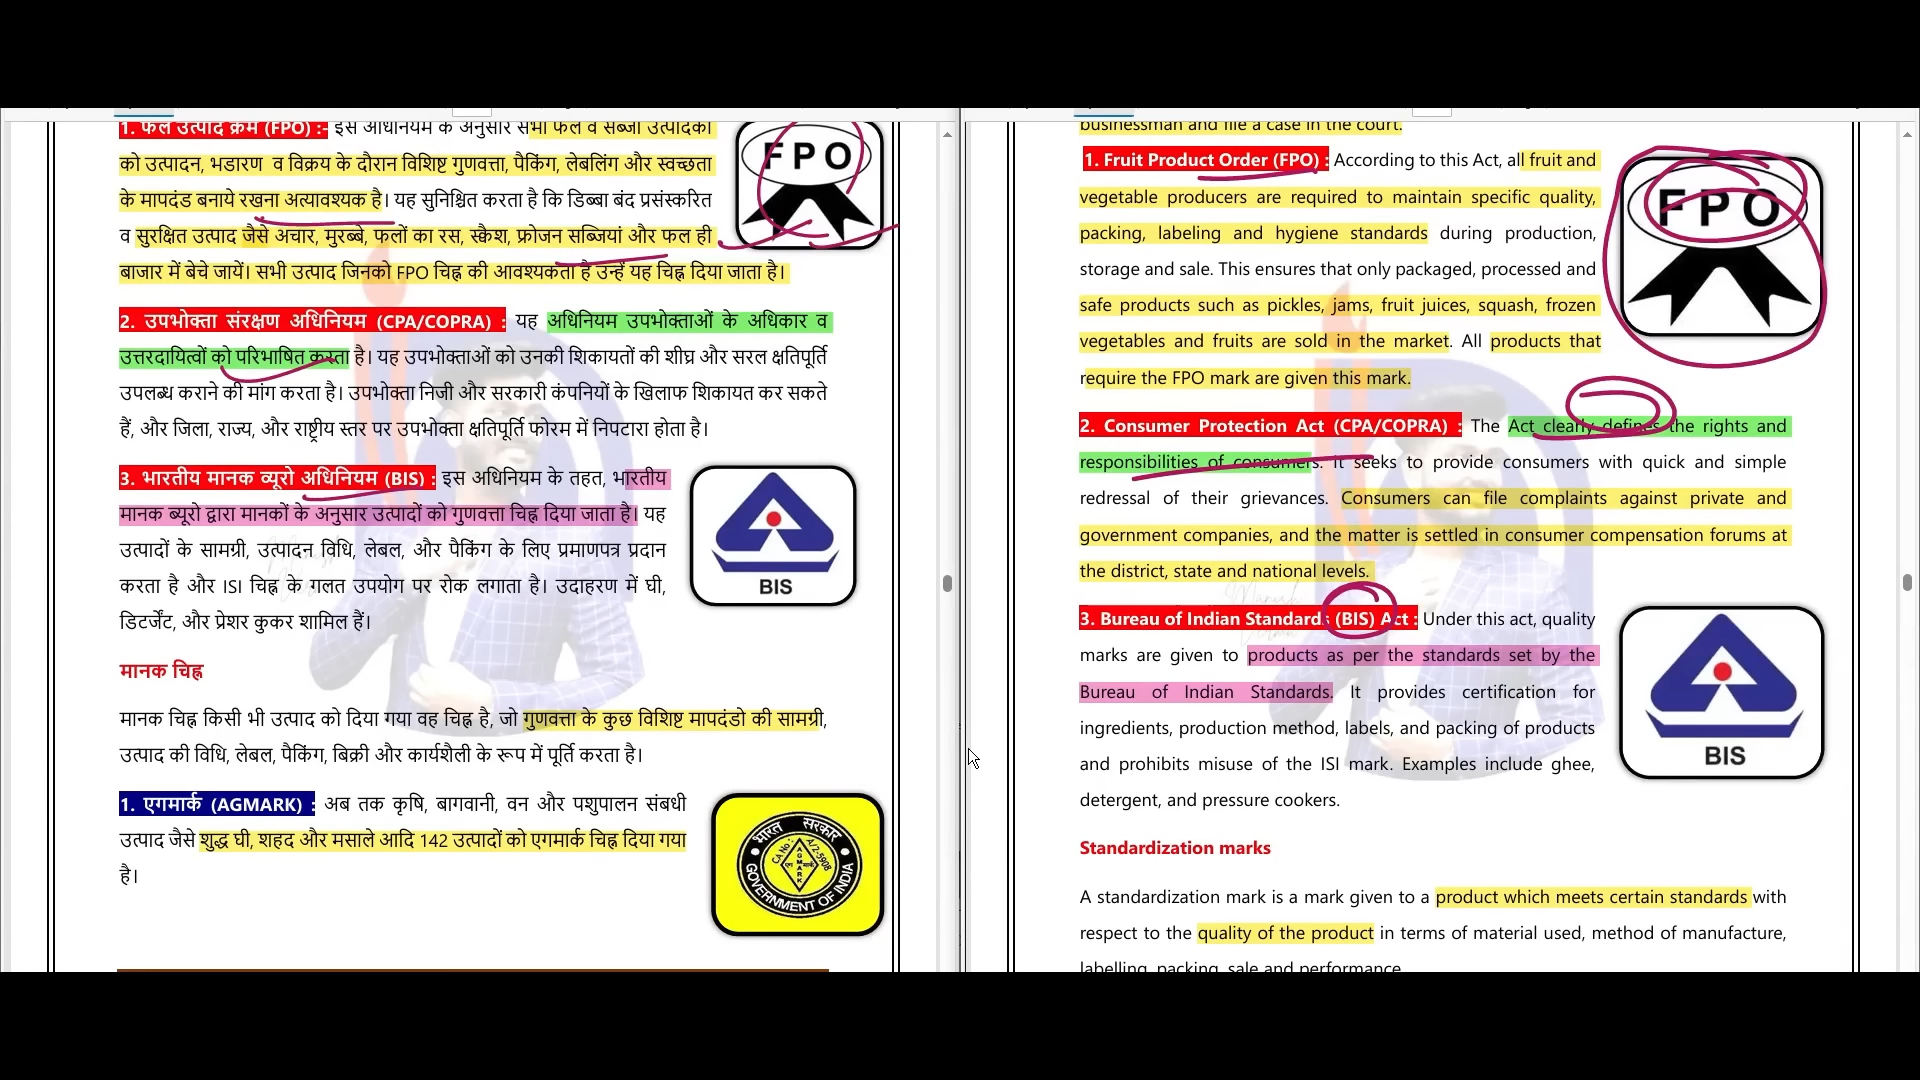 1. फल उत्पाद क्रम (FPO) :- इस अधिनियम के अनुसार सभी फल व सब्जी उत्पादकों
को उत्पादन, भडारण व विक्रय के दौरान विशिष्ट गुणवत्ता, पैकिंग, लेबलिंग और स्वच्छता
के मापदंड बनाये रखना अत्यावश्यक है। यह सुनिश्चित करता है कि डिब्बा बंद प्रसंस्करित
व सुरक्षित उत्पाद जैसे अचार, मुरब्बे, फलों का रस, स्कैश, फ्रोजन सब्जियां और फल ही
बाजार में बेचे जायें। सभी उत्पाद जिनको FPO चिह्न की आवश्यकता है उन्हें यह चिह्न दिया जाता है।
FPO
2. उपभोक्ता संरक्षण अधिनियम (CPA/COPRA) : यह अधिनियम उपभोक्ताओं के अधिकार व
उत्तरदायित्वों को परिभाषित करता है। यह उपभोक्ताओं को उनकी शिकायतों की शीघ्र और सरल क्षतिपूर्ति
उपलब्ध कराने की मांग करता है। उपभोक्ता निजी और सरकारी कंपनियों के खिलाफ शिकायत कर सकते
हैं, और जिला, राज्य, और राष्ट्रीय स्तर पर उपभोक्ता क्षतिपूर्ति फोरम में निपटारा होता है।
3. भारतीय मानक व्यूरो अधिनियम (BIS) : इस अधिनियम के तहत, भारतीय
मानक ब्यूरो द्वारा मानकों के अनुसार उत्पादों को गुणवत्ता चिह्न दिया जाता है। यह
उत्पादों के सामग्री, उत्पादन विधि, लेबल, और पैकिंग के लिए प्रमाणपत्र प्रदान
करता है और ISI चिह्न के गलत उपयोग पर रोक लगाता है। उदाहरण में घी,
डिटर्जेंट, और प्रेशर कुकर शामिल हैं।
BIS
मानक चिह्न
मानक चिह्न किसी भी उत्पाद को दिया गया वह चिह्न है, जो गुणवत्ता के कुछ विशिष्ट मापदंडो की सामग्री,
उत्पाद की विधि, लेबल, पैकिंग, बिक्री और कार्यशैली के रूप में पूर्ति करता है।
1. एगमार्क (AGMARK) : अब तक कृषि, बागवानी, वन और पशुपालन संबधी
उत्पाद जैसे शुद्ध घी, शहद और मसाले आदि 142 उत्पादों को एगमार्क चिह्न दिया गया
है।
भारत सरकार
AGMARK
GOVERNMENT OF INDIA
businessman and file a case in the court.
1. Fruit Product Order (FPO) : According to this Act, all fruit and
vegetable producers are required to maintain specific quality,
packing, labeling and hygiene standards during production,
storage and sale. This ensures that only packaged, processed and
safe products such as pickles, jams, fruit juices, squash, frozen
vegetables and fruits are sold in the market. All products that
require the FPO mark are given this mark.
FPO
2. Consumer Protection Act (CPA/COPRA) : The Act clearly defines the rights and
responsibilities of consumers. It seeks to provide consumers with quick and simple
redressal of their grievances. Consumers can file complaints against private and
government companies, and the matter is settled in consumer compensation forums at
the district, state and national levels.
3. Bureau of Indian Standards (BIS) Act : Under this act, quality
marks are given to products as per the standards set by the
Bureau of Indian Standards. It provides certification for
ingredients, production method, labels, and packing of products
and prohibits misuse of the ISI mark. Examples include ghee,
detergent, and pressure cookers.
BIS
Standardization marks
A standardization mark is a mark given to a product which meets certain standards with
respect to the quality of the product in terms of material used, method of manufacture,
labelling, packing, sale and performance.